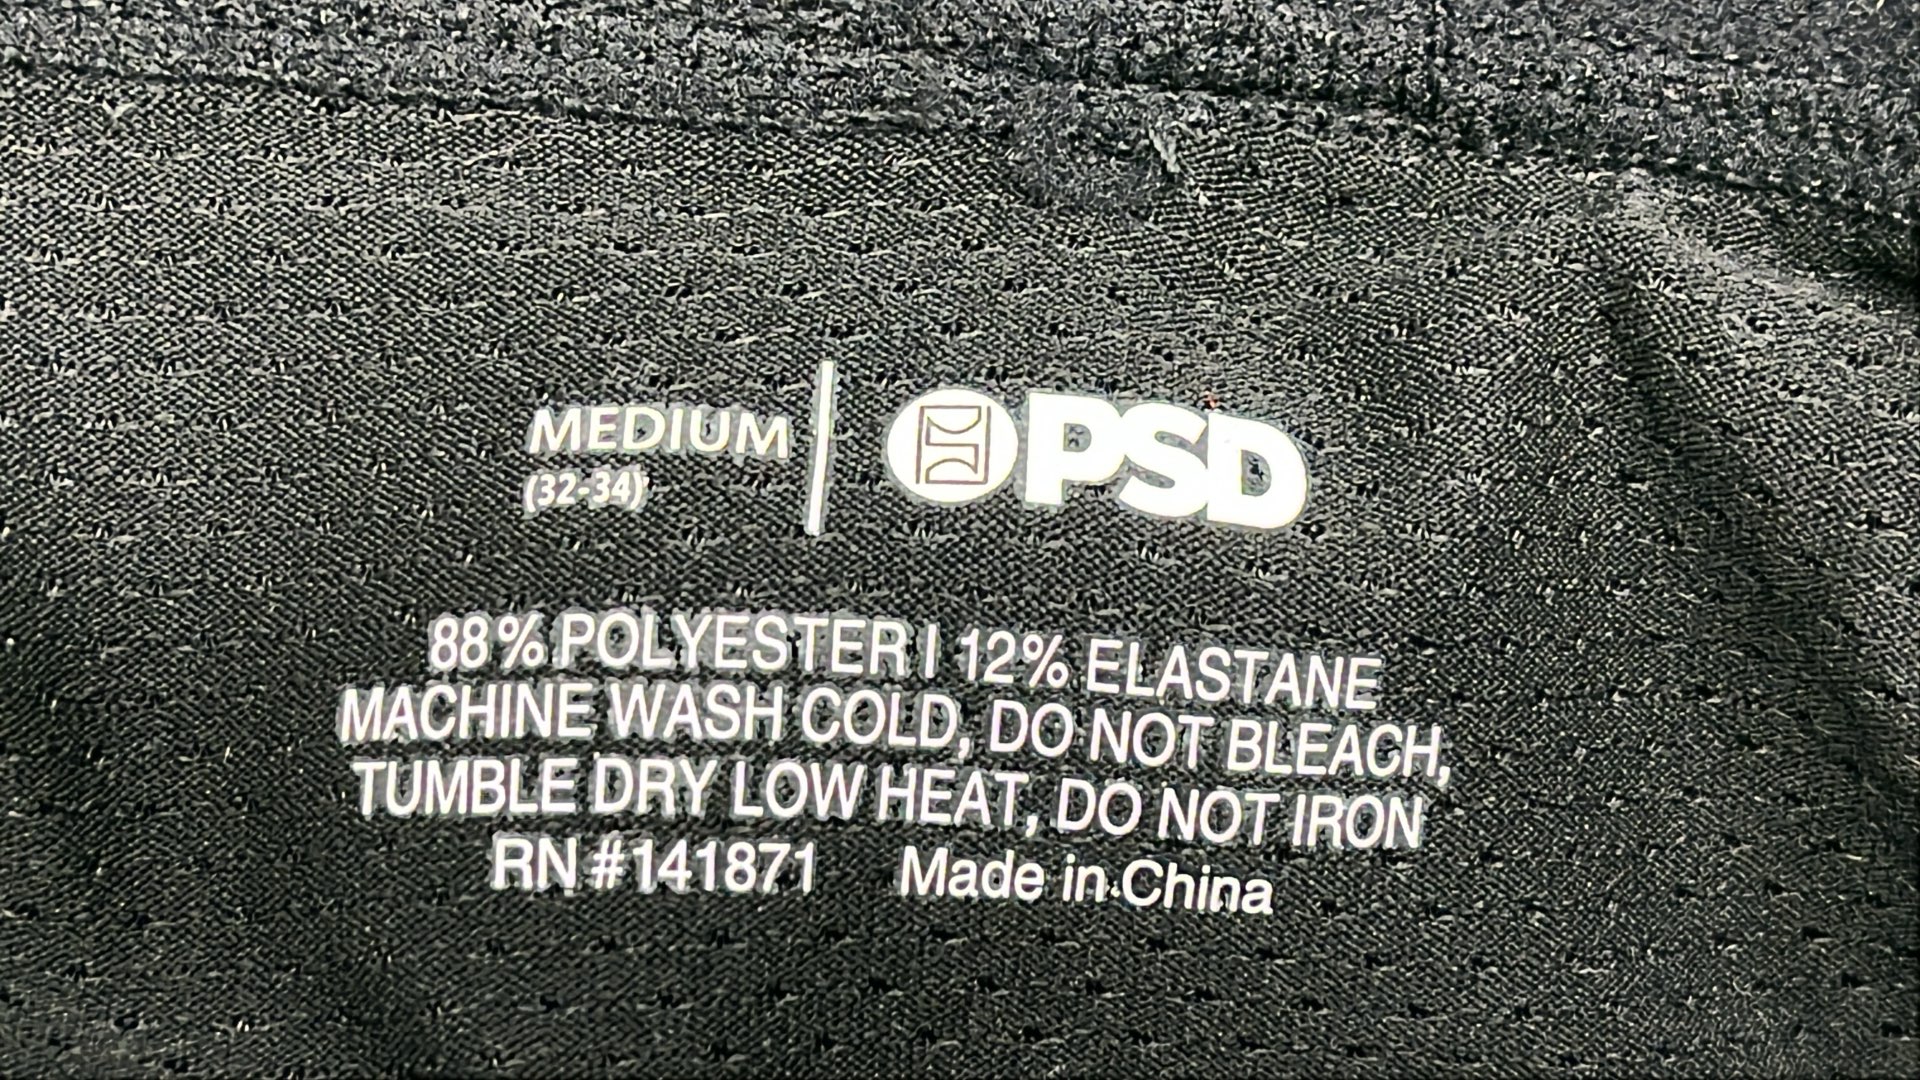 MEDIUM
(32-34)
PSD
88% POLYESTER | 12% ELASTANE
MACHINE WASH COLD, DO NOT BLEACH,
TUMBLE DRY LOW HEAT, DO NOT IRON
RN #141871 Made in China